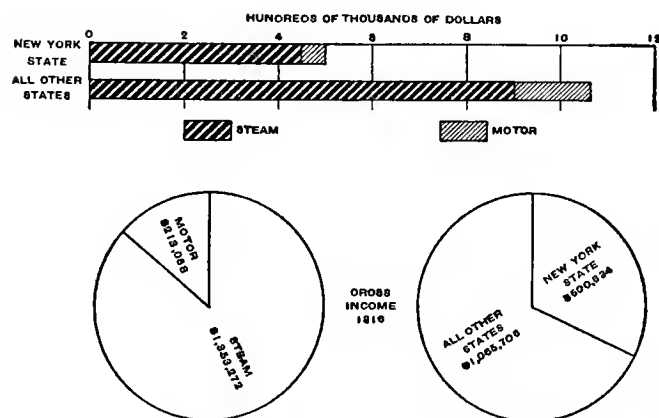 HUNDREDS OF THOUSANDS OF DOLLARS
0 2 4 6 8 10 12
NEW YORK
STATE
ALL OTHER
STATES
STEAM MOTOR
MOTOR
$213,058
STEAM
$1,353,272
GROSS
INCOME
1916
NEW YORK
STATE
$500,624
ALL OTHER
STATES
$1,065,706